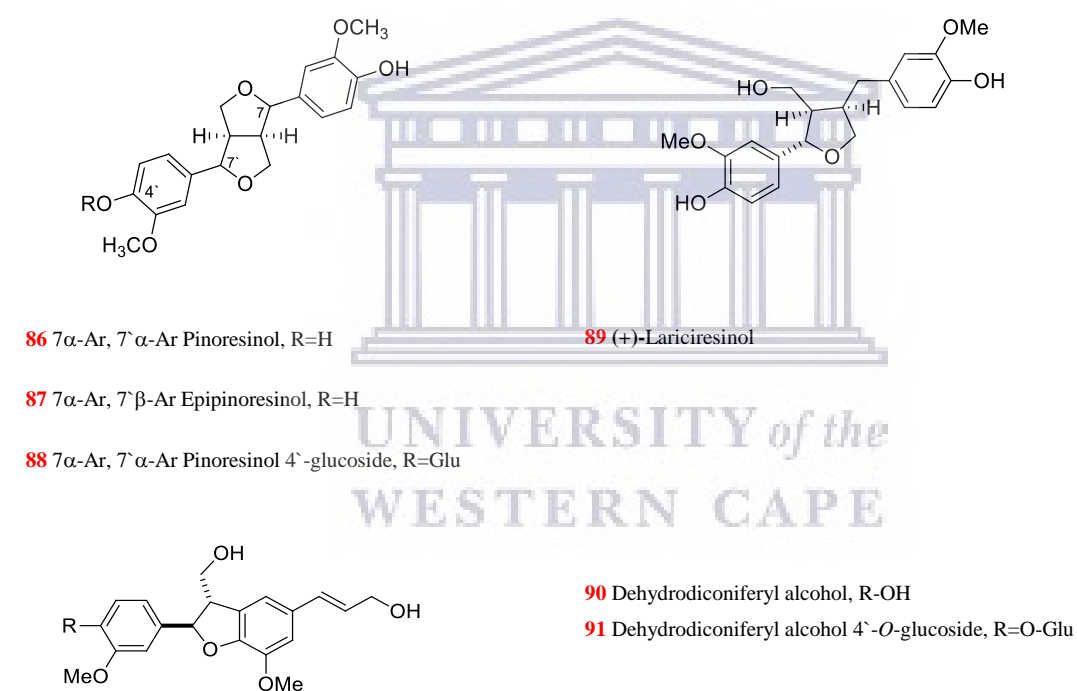 OCH3
OH
O
7
H H
7`
O
4`
RO
H3CO
OMe
HO
OH
H H
MeO
O
HO
86 7α-Ar, 7`α-Ar Pinoresinol, R=H
89 (+)-Lariciresinol
87 7α-Ar, 7`β-Ar Epipinoresinol, R=H
88 7α-Ar, 7`α-Ar Pinoresinol 4`-glucoside, R=Glu
UNIVERSITY of the
WESTERN CAPE
OH
OH
R
O
MeO
OMe
90 Dehydrodiconiferyl alcohol, R-OH
91 Dehydrodiconiferyl alcohol 4`-O-glucoside, R=O-Glu